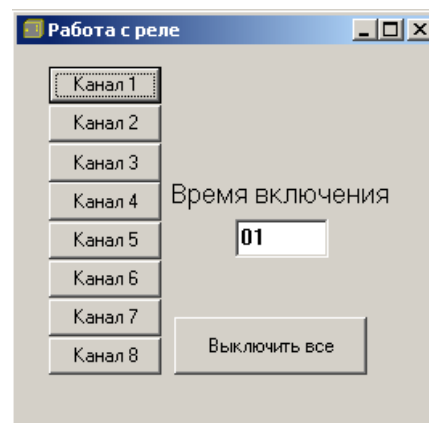 Работа с реле
Канал 1
Канал 2
Канал 3
Канал 4
Канал 5
Канал 6
Канал 7
Канал 8
Время включения
01
Выключить все